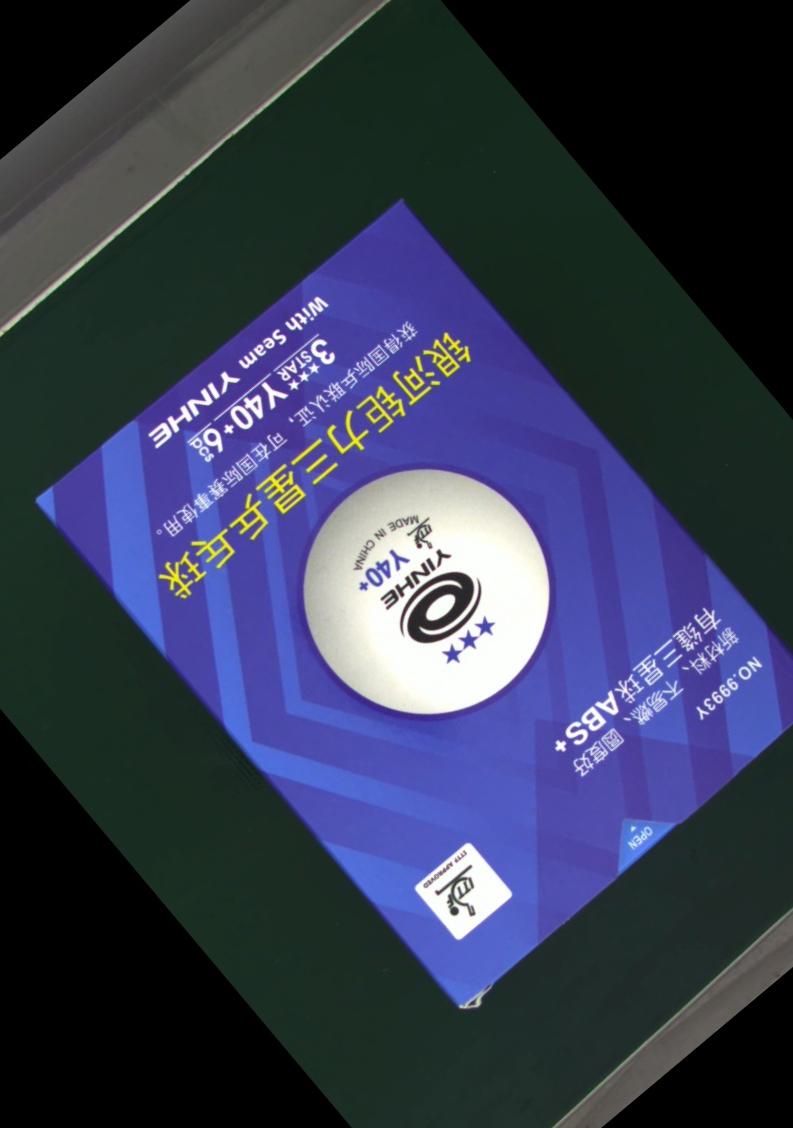 YINHE
With Seam
3 STAR
★★★
Y40+
6 PCS
获得国际乒联认证，可在国际赛事使用。
银河钜力三星乒乓球
MADE IN CHINA
Y40+
YINHE
NO.9993Y
新材料、不易燃、圆度好
有缝三星球ABS+
OPEN
ITTF APPROVED